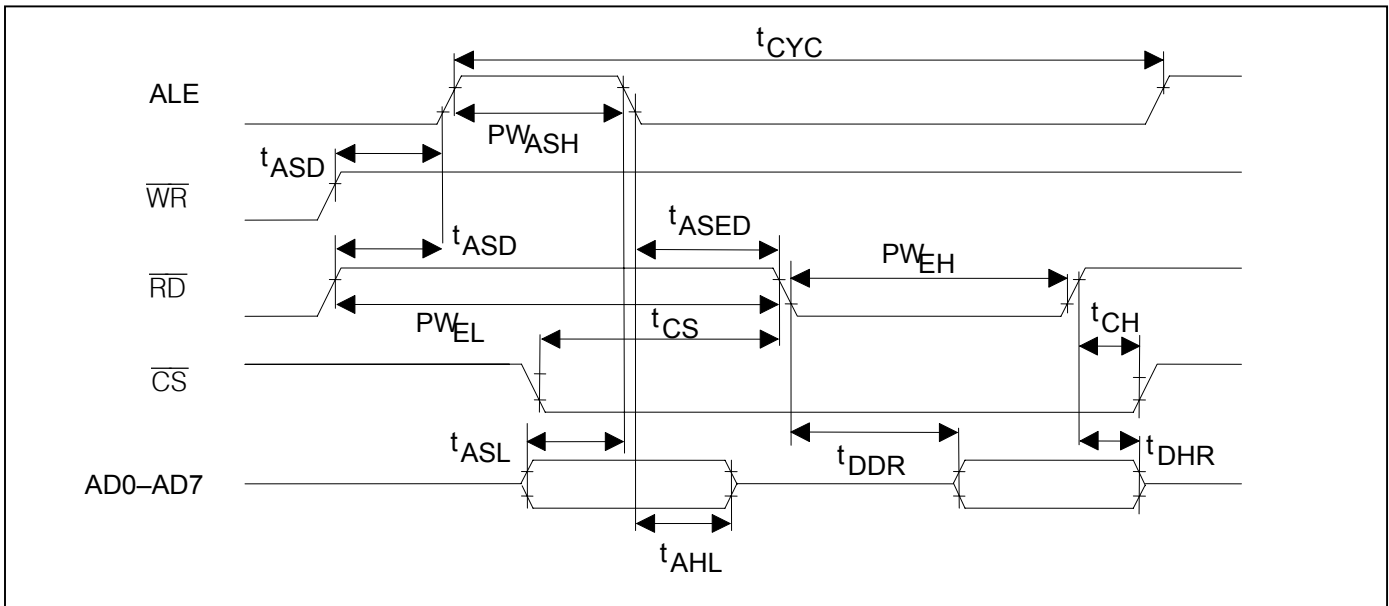 tCYC
ALE
PWASH
tASD
WR
tASED
tASD
PWEH
RD
tCH
PWEL
tCS
CS
tASL
tDDR
tDHR
AD0–AD7
tAHL